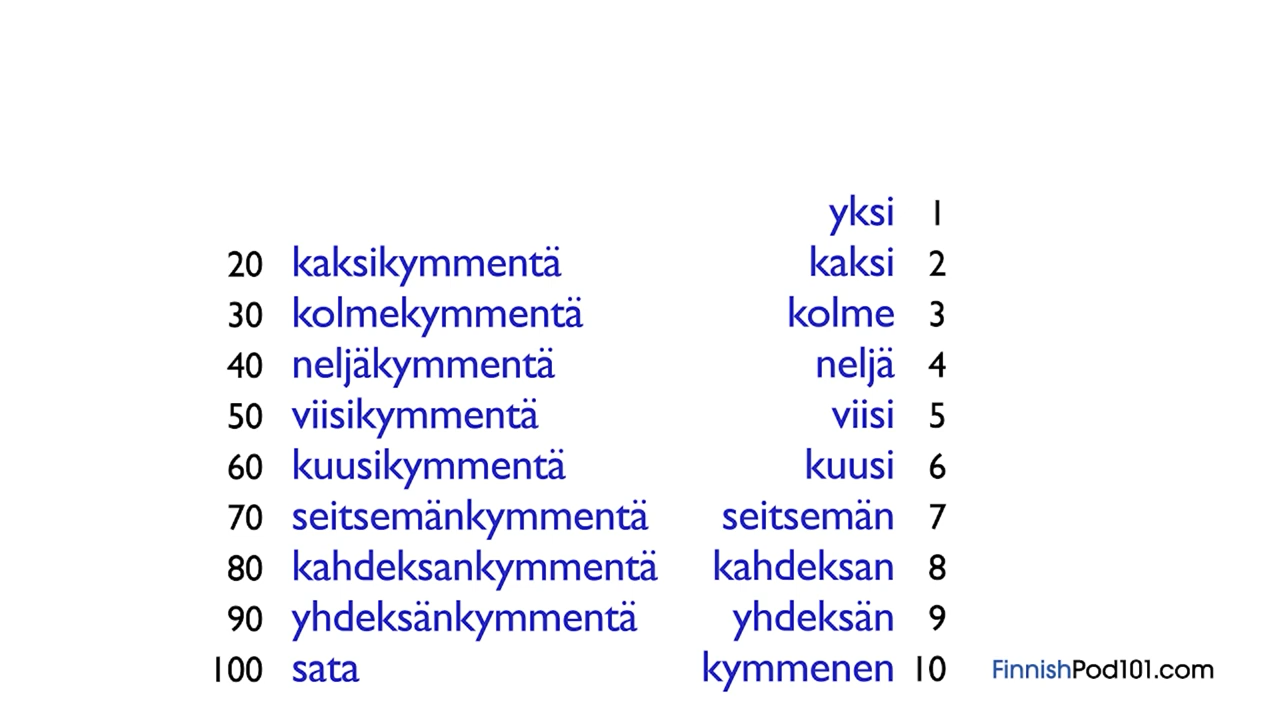 yksi 1
20 kaksikymmentä kaksi 2
30 kolmekymmentä kolme 3
40 neljäkymmentä neljä 4
50 viisikymmentä viisi 5
60 kuusikymmentä kuusi 6
70 seitsemänkymmentä seitsemän 7
80 kahdeksankymmentä kahdeksan 8
90 yhdeksänkymmentä yhdeksän 9
100 sata kymmenen 10
FinnishPod101.com